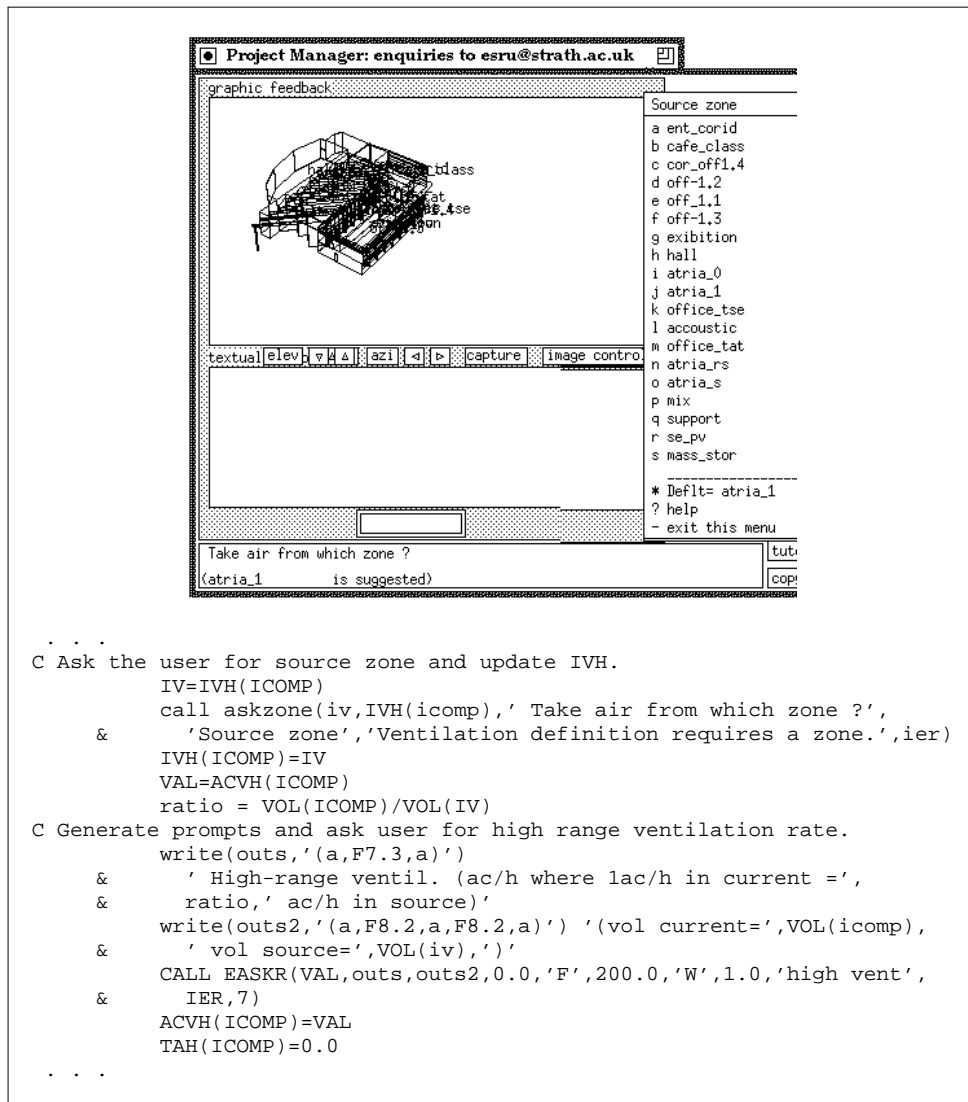 Project Manager: enquiries to esru@strath.ac.uk
graphic feedback
Source zone
a ent_corid
b cafe_class
c cor_off1.4
d off-1.2
e off_1.1
f off-1.3
g exibition
h hall
i atria_0
j atria_1
k office_tse
l accoustic
m office_tat
n atria_rs
o atria_s
p mix
q support
r se_pv
s mass_stor
* Deflt= atria_1
? help
- exit this menu
textual elev azi capture image contro
Take air from which zone ?
(atria_1 is suggested)
tut
cop
. . .
C Ask the user for source zone and update IVH.
IV=IVH(ICOMP)
call askzone(iv,IVH(icomp),' Take air from which zone ?',
& 'Source zone','Ventilation definition requires a zone.',ier)
IVH(ICOMP)=IV
VAL=ACVH(ICOMP)
ratio = VOL(ICOMP)/VOL(IV)
C Generate prompts and ask user for high range ventilation rate.
write(outs,'(a,F7.3,a)')
& ' High-range ventil. (ac/h where 1ac/h in current =',
& ratio,' ac/h in source)'
write(outs2,'(a,F8.2,a,F8.2,a)') '(vol current=',VOL(icomp),
& ' vol source=',VOL(iv),')'
CALL EASKR(VAL,outs,outs2,0.0,'F',200.0,'W',1.0,'high vent',
& IER,7)
ACVH(ICOMP)=VAL
TAH(ICOMP)=0.0
. . .